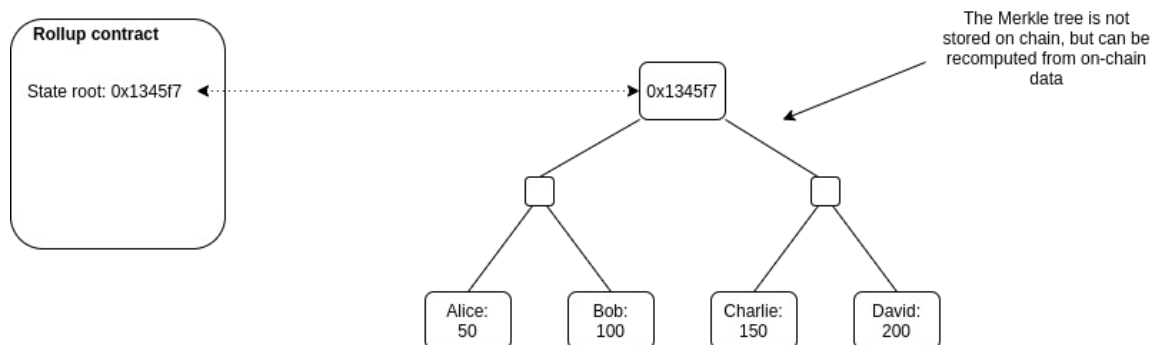 Rollup contract
State root: 0x1345f7
The Merkle tree is not
stored on chain, but can be
recomputed from on-chain
data
0x1345f7
Alice:
50
Bob:
100
Charlie:
150
David:
200